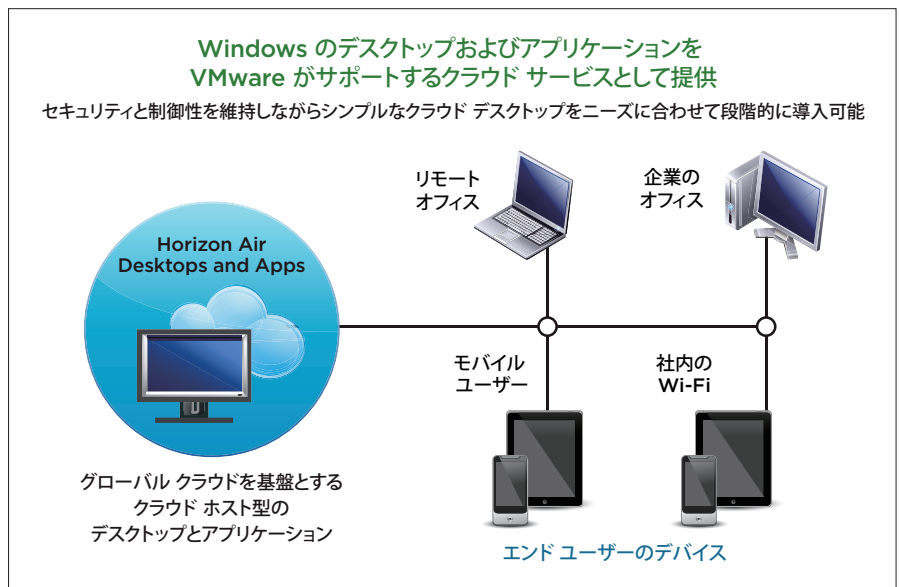 Windows のデスクトップおよびアプリケーションを
VMware がサポートするクラウド サービスとして提供
セキュリティと制御性を維持しながらシンプルなクラウド デスクトップをニーズに合わせて段階的に導入可能
リモート
オフィス
企業の
オフィス
Horizon Air
Desktops and Apps
モバイル
ユーザー
社内の
Wi-Fi
グローバル クラウドを基盤とする
クラウド ホスト型の
デスクトップとアプリケーション
エンド ユーザーのデバイス